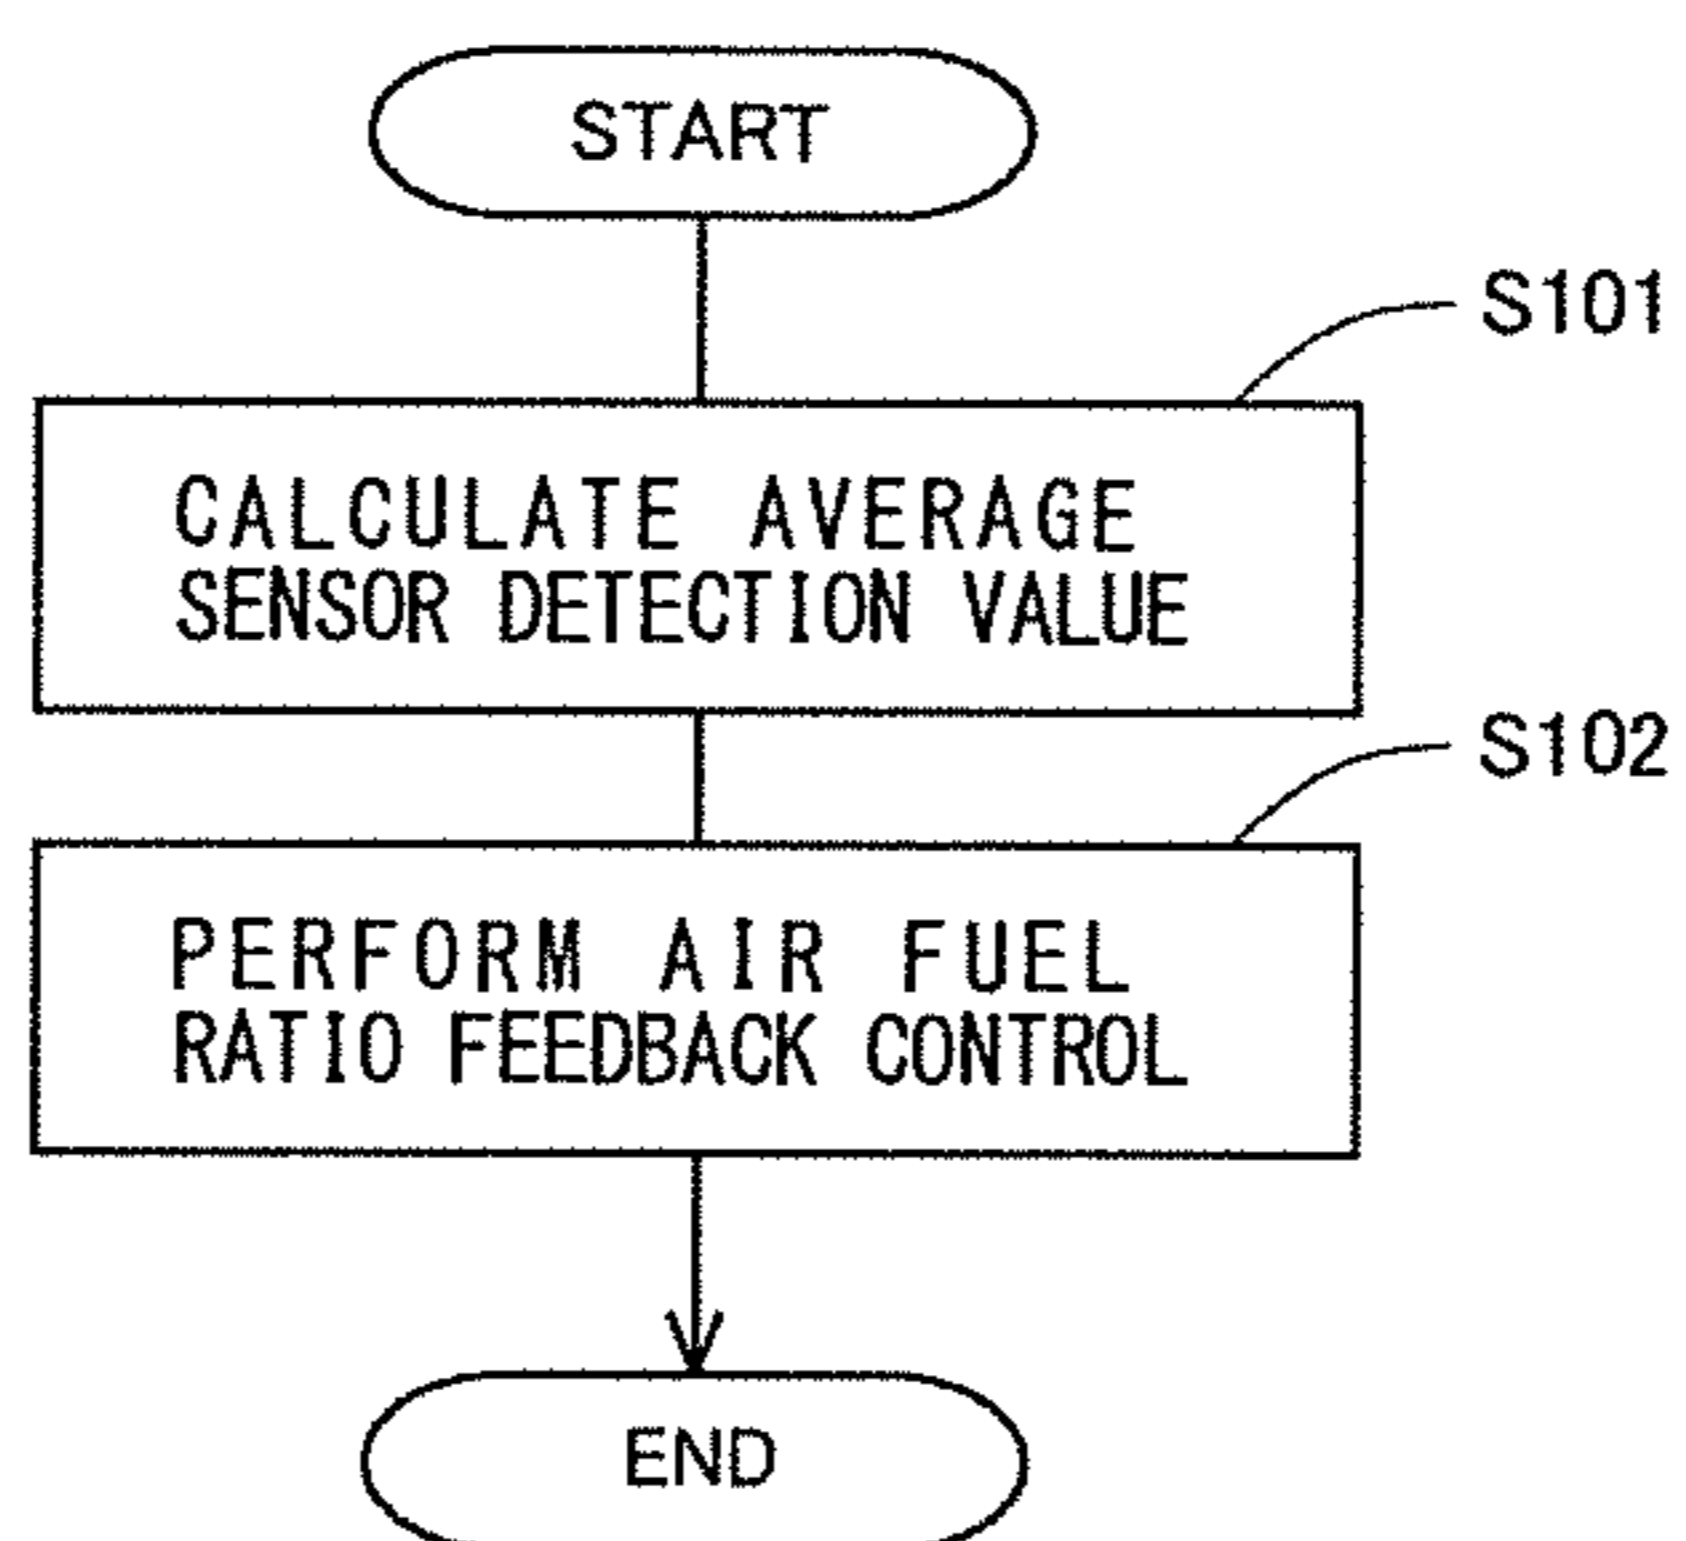 START
S101
CALCULATE AVERAGE
SENSOR DETECTION VALUE
S102
PERFORM AIR FUEL
RATIO FEEDBACK CONTROL
END